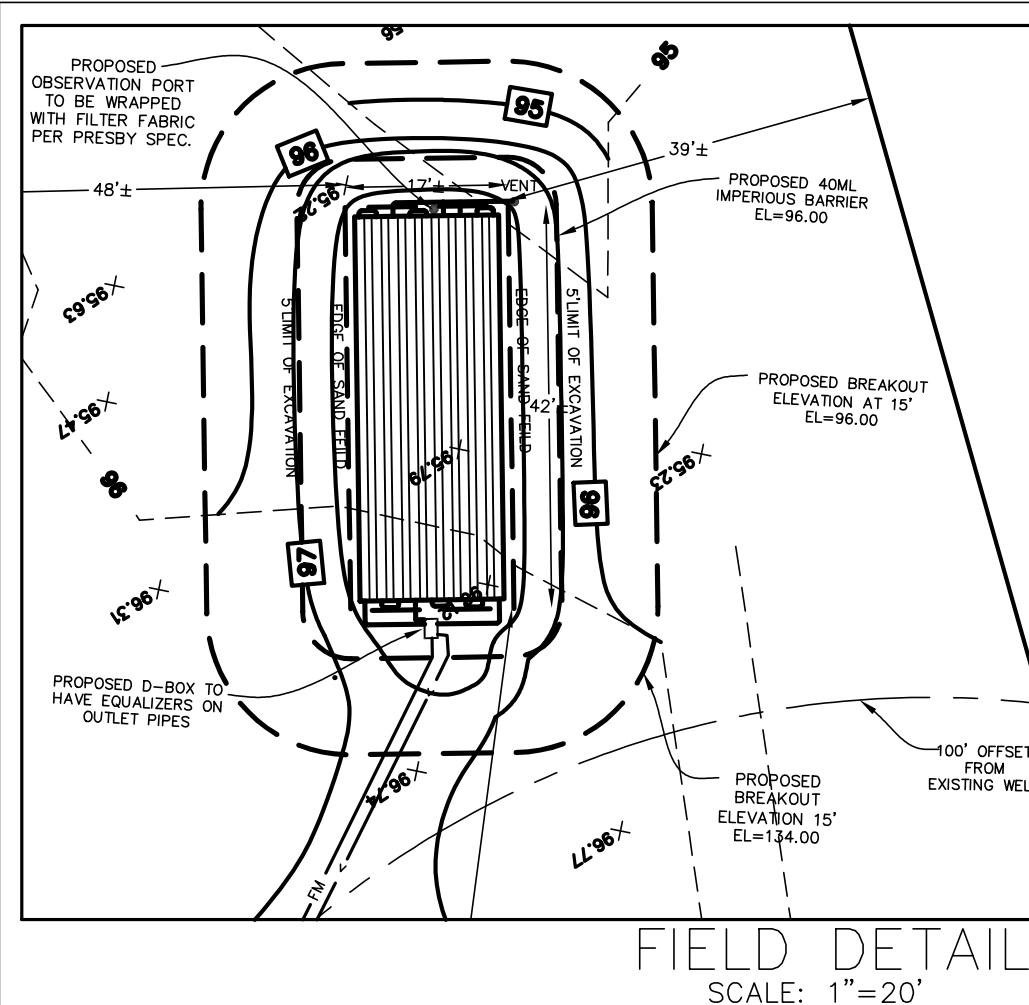 96
95
PROPOSED
OBSERVATION PORT
TO BE WRAPPED
WITH FILTER FABRIC
PER PRESBY SPEC.
95
96
39'±
48'±
17'±
VENT
PROPOSED 40ML
IMPERIOUS BARRIER
EL=96.00
95.63
5'LIMIT OF EXCAVATION
EDGE OF SAND FEILD
EDGE OF SAND FEILD
5'LIMIT OF EXCAVATION
42'
PROPOSED BREAKOUT
ELEVATION AT 15'
EL=96.00
95.47
95.79
95.23
96
96
97
96.31
PROPOSED D-BOX TO
HAVE EQUALIZERS ON
OUTLET PIPES
100' OFFSET
FROM
EXISTING WEL
96.74
PROPOSED
BREAKOUT
ELEVATION 15'
EL=134.00
96.77
FM
FIELD DETAIL
SCALE: 1"=20'